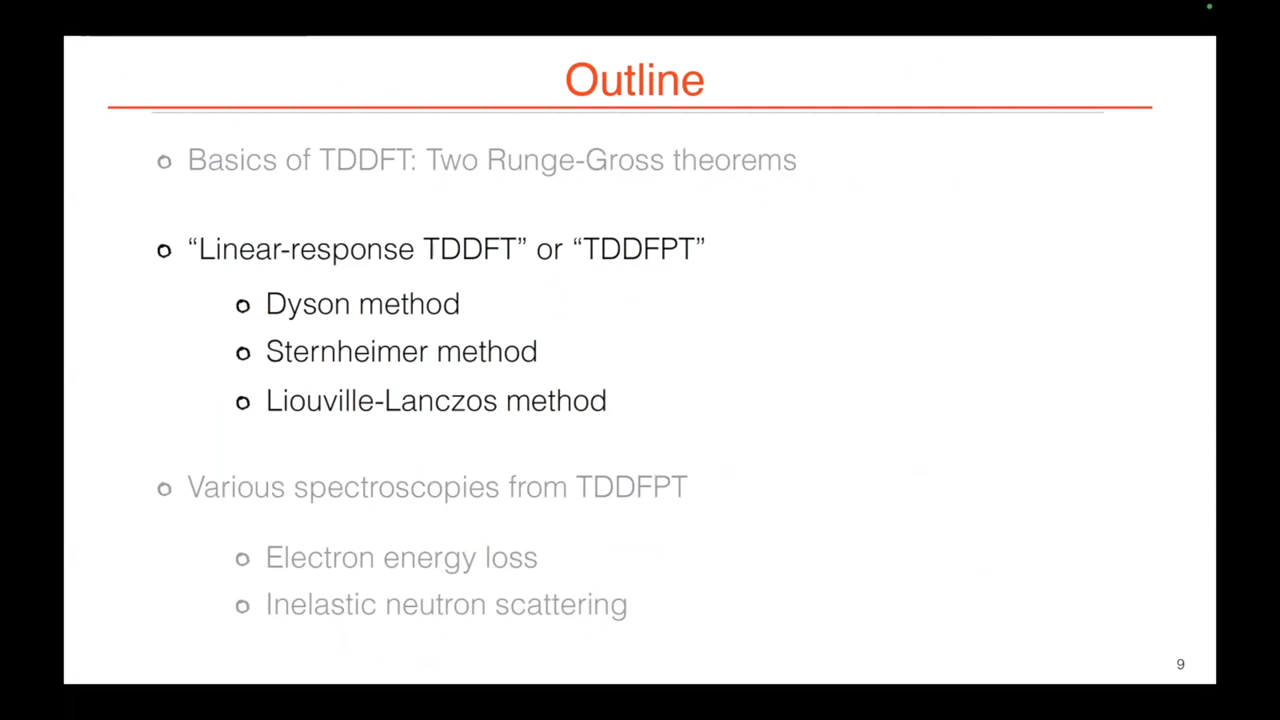 Outline
Basics of TDDFT: Two Runge-Gross theorems
“Linear-response TDDFT” or “TDDFPT”
Dyson method
Sternheimer method
Liouville-Lanczos method
Various spectroscopies from TDDFPT
Electron energy loss
Inelastic neutron scattering
9